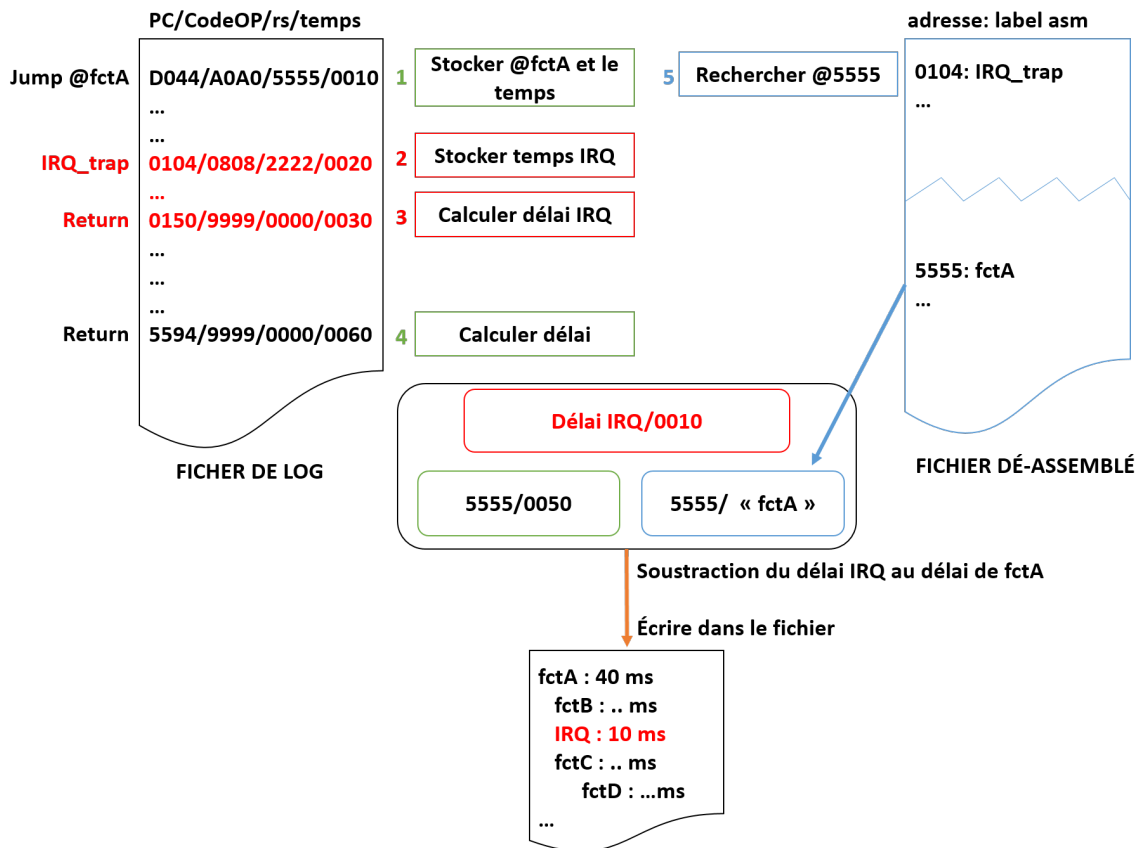 PC/CodeOP/rs/temps
adresse: label asm
Jump @fctA
D044/A0A0/5555/0010
...
...
IRQ_trap
0104/0808/2222/0020
...
Return
0150/9999/0000/0030
...
...
...
Return
5594/9999/0000/0060
FICHER DE LOG
1
Stocker @fctA et le
temps
2
Stocker temps IRQ
3
Calculer délai IRQ
4
Calculer délai
5
Rechercher @5555
0104: IRQ_trap
...
5555: fctA
...
FICHIER DÉ-ASSEMBLÉ
Délai IRQ/0010
5555/0050
5555/ « fctA »
Soustraction du délai IRQ au délai de fctA
Écrire dans le fichier
fctA : 40 ms
fctB : .. ms
IRQ : 10 ms
fctC : .. ms
fctD : ...ms
...